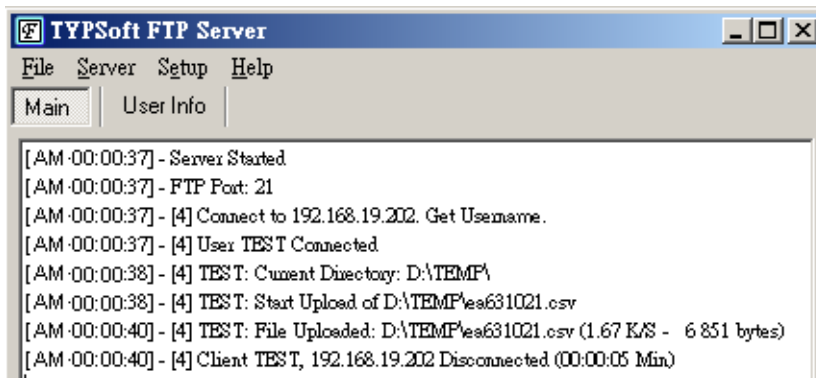 TYPSoft FTP Server
File Server Setup Help
Main User Info
[ AM 00:00:37] - Server Started
[ AM 00:00:37] - FTP Port: 21
[ AM 00:00:37] - [4] Connect to 192.168.19.202. Get Username.
[ AM 00:00:37] - [4] User TEST Connected
[ AM 00:00:38] - [4] TEST: Current Directory: D:\TEMP\
[ AM 00:00:38] - [4] TEST: Start Upload of D:\TEMP\ea631021.csv
[ AM 00:00:40] - [4] TEST: File Uploaded: D:\TEMP\ea631021.csv (1.67 K/S - 6 851 bytes)
[ AM 00:00:40] - [4] Client TEST, 192.168.19.202 Disconnected (00:00:05 Min)